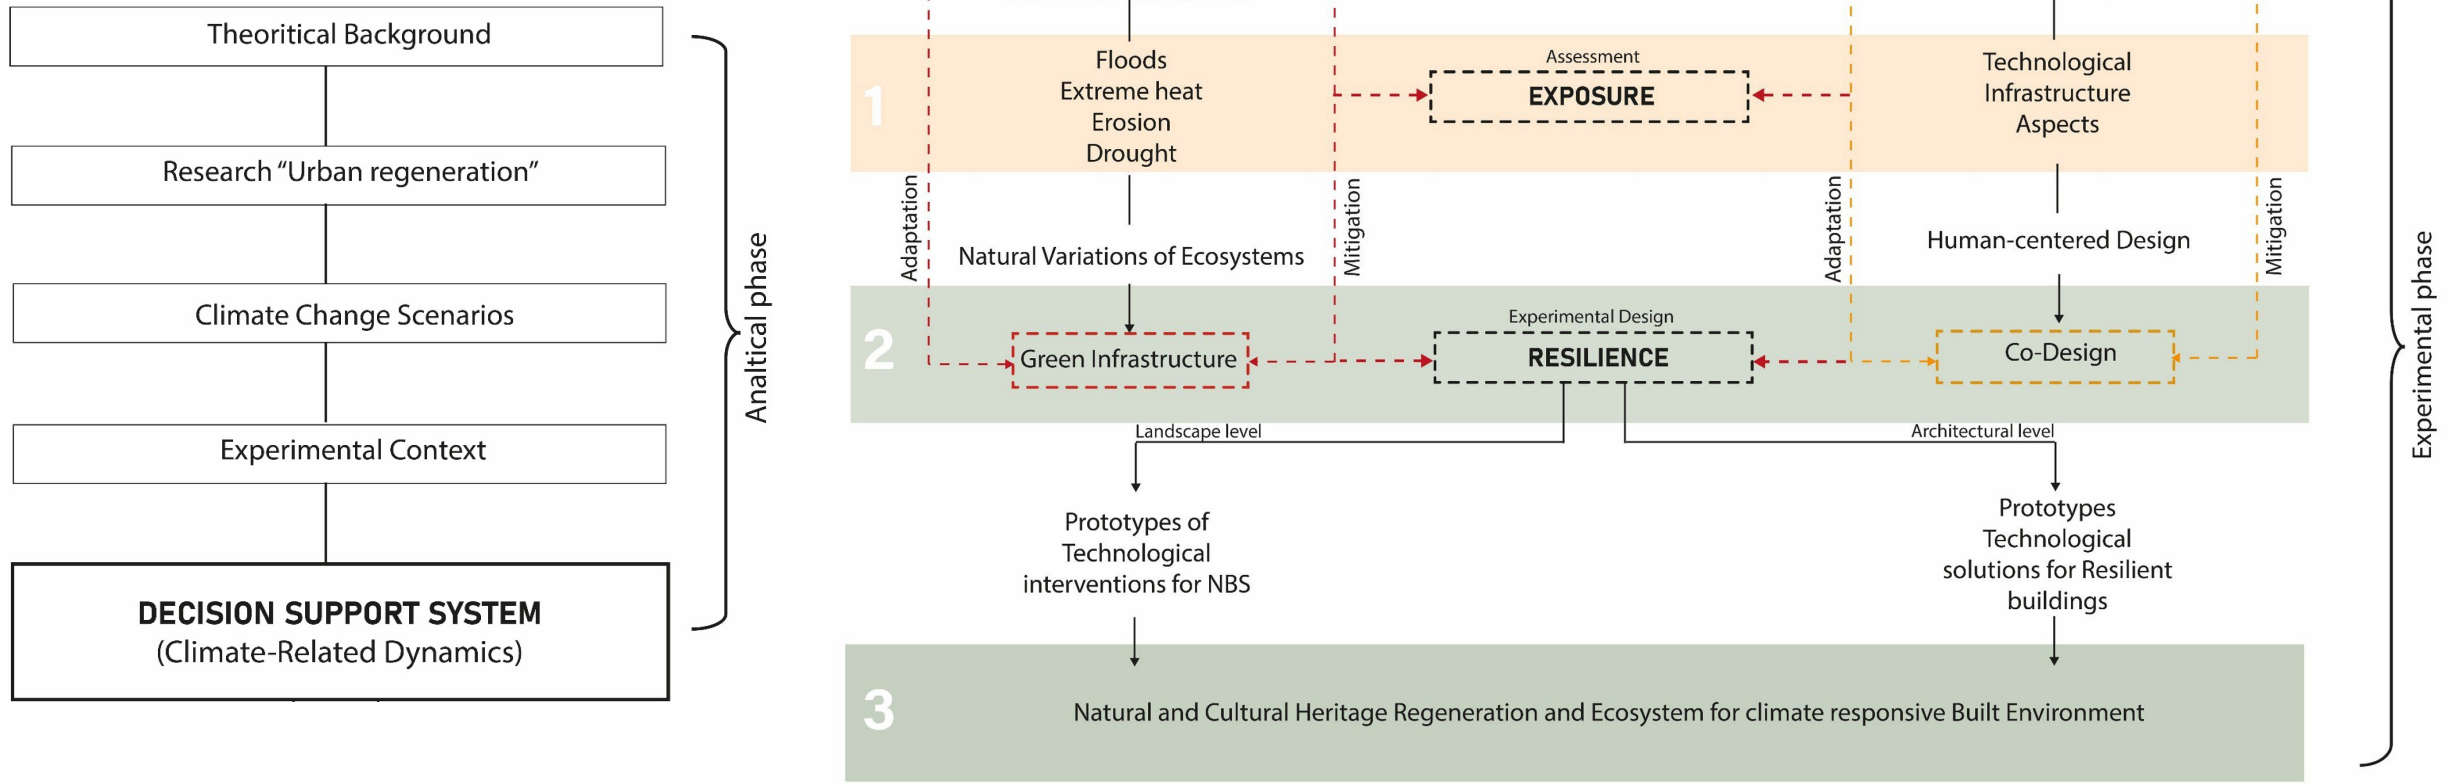 Theoritical Background
Research “Urban regeneration”
Climate Change Scenarios
Experimental Context
DECISION SUPPORT SYSTEM
(Climate-Related Dynamics)
Analtical phase
1
Floods
Extreme heat
Erosion
Drought
Assessment
EXPOSURE
Technological
Infrastructure
Aspects
Adaptation
Natural Variations of Ecosystems
Mitigation
Adaptation
Human-centered Design
Mitigation
2
Green Infrastructure
Experimental Design
RESILIENCE
Co-Design
Landscape level
Architectural level
Prototypes of
Technological
interventions for NBS
Prototypes
Technological
solutions for Resilient
buildings
3
Natural and Cultural Heritage Regeneration and Ecosystem for climate responsive Built Environment
Experimental phase